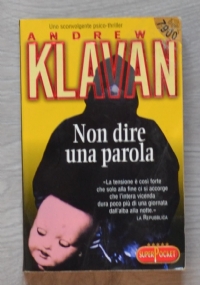 Uno sconvolgente psico-thriller
ANDREW
KLAVAN
7900
Non dire
una parola
«La tensione è così forte
che solo alla fine ci si accorge
che l'intera vicenda
dura poco più di una giornata
dall'alba alla notte.»
LA REPUBBLICA
SUPERPOCKET